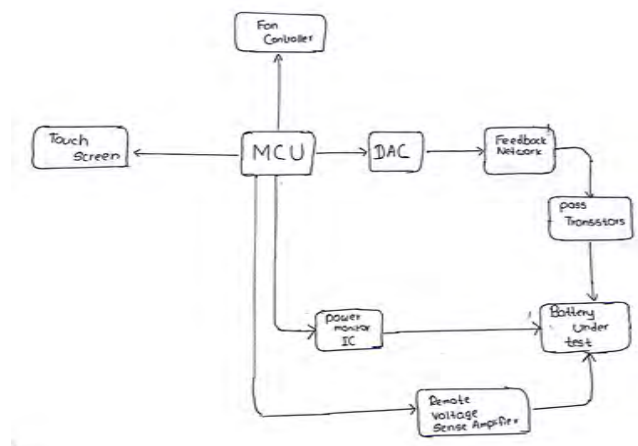 Fan
Controller
Touch
Screen
MCU
DAC
Feedback
Network
pass
Transistors
power
monitor
IC
Battery
Under
test
Remote
Voltage
Sense Amplifier